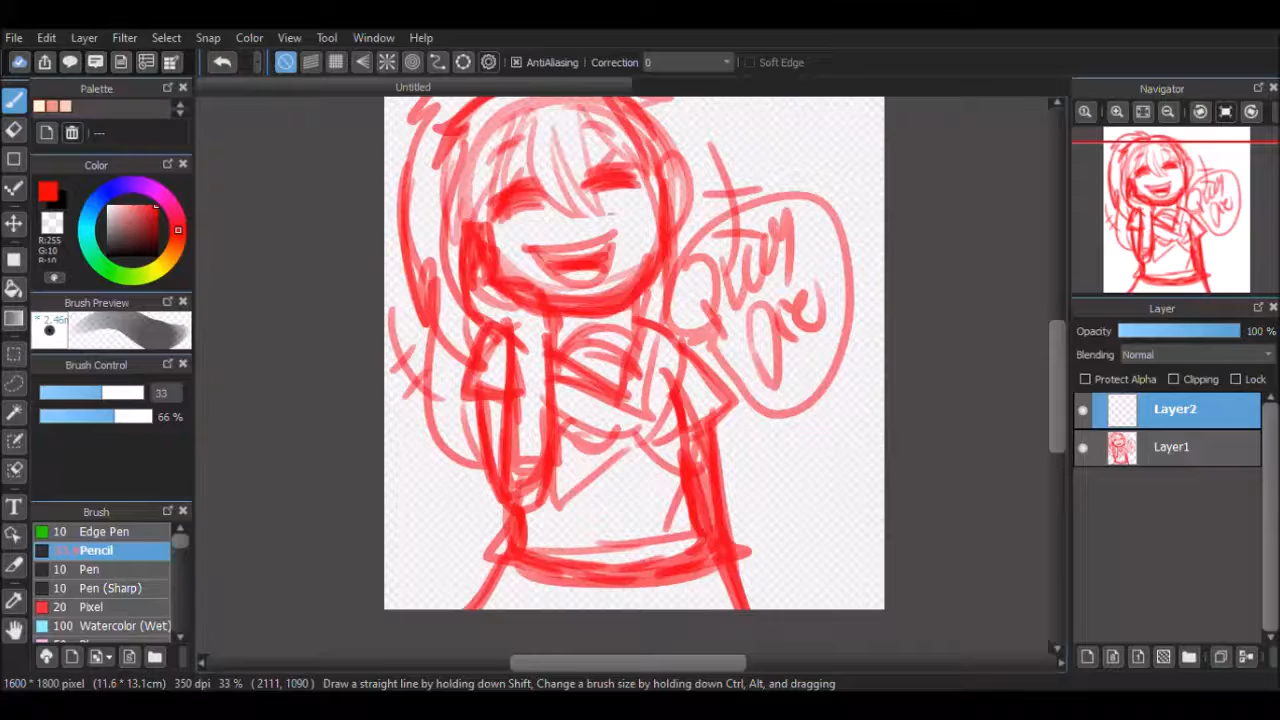 File Edit Layer Filter Select Snap Color View Tool Window Help
AntiAliasing Correction 0 Soft Edge
Untitled
Palette
---
Color
R:255
G:10
B:10
Brush Preview
Brush Control
33
66 %
Brush
10 Edge Pen
Pencil
10 Pen
10 Pen (Sharp)
20 Pixel
100 Watercolor (Wet)
Navigator
Layer
Opacity 100 %
Blending Normal
Protect Alpha Clipping Lock
Layer2
Layer1
1600 * 1800 pixel (11.6 * 13.1cm) 350 dpi 33 % ( 2111, 1090 ) Draw a straight line by holding down Shift, Change a brush size by holding down Ctrl, Alt, and dragging